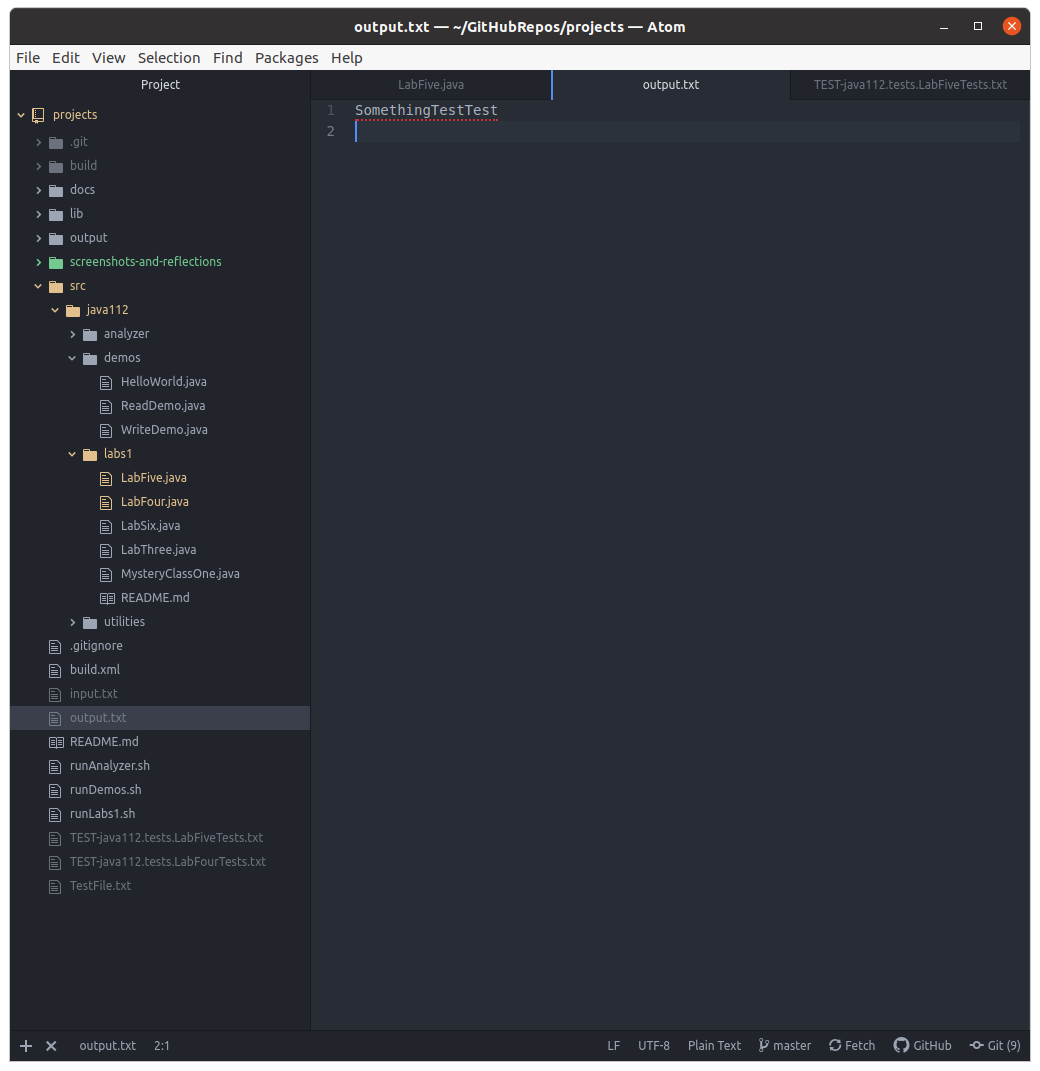 output.txt — ~/GitHubRepos/projects — Atom
File Edit View Selection Find Packages Help
Project
LabFive.java
output.txt
TEST-java112.tests.LabFiveTests.txt
projects
.git
build
docs
lib
output
screenshots-and-reflections
src
java112
analyzer
demos
HelloWorld.java
ReadDemo.java
WriteDemo.java
labs1
LabFive.java
LabFour.java
LabSix.java
LabThree.java
MysteryClassOne.java
README.md
utilities
.gitignore
build.xml
input.txt
output.txt
README.md
runAnalyzer.sh
runDemos.sh
runLabs1.sh
TEST-java112.tests.LabFiveTests.txt
TEST-java112.tests.LabFourTests.txt
TestFile.txt
1 SomethingTestTest
2
output.txt 2:1 LF UTF-8 Plain Text master Fetch GitHub Git (9)